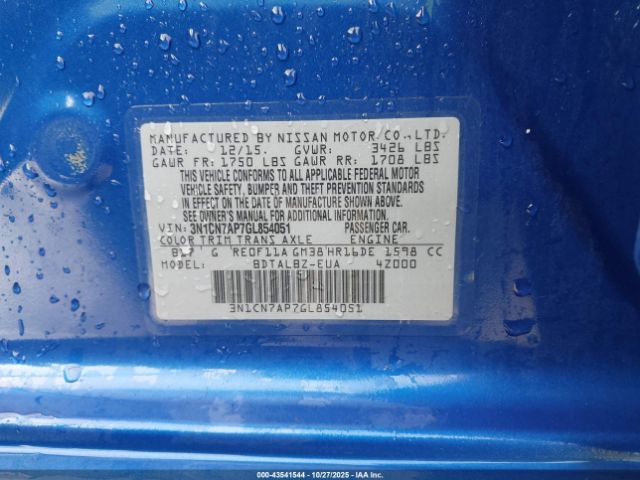 MANUFACTURED BY NISSAN MOTOR CO., LTD.
DATE: 12/15. GVWR: 3426 LBS
GAWR FR: 1750 LBS GAWR RR: 1708 LBS
THIS VEHICLE CONFORMS TO ALL APPLICABLE FEDERAL MOTOR
VEHICLE SAFETY, BUMPER AND THEFT PREVENTION STANDARDS
IN EFFECT ON THE DATE OF MANUFACTURE SHOWN ABOVE.
SEE OWNER'S MANUAL FOR ADDITIONAL INFORMATION.
VIN: 3N1CN7AP7GL854051 PASSENGER CAR.
COLOR TRIM TRANS AXLE ENGINE
B17 G RE0F11A GM38 HR16DE 1598 CC
MODEL: BDTALBZ-EUA 42000
3N1CN7AP7GL854051
000-43541544 10/27/2025 - IAA Inc.